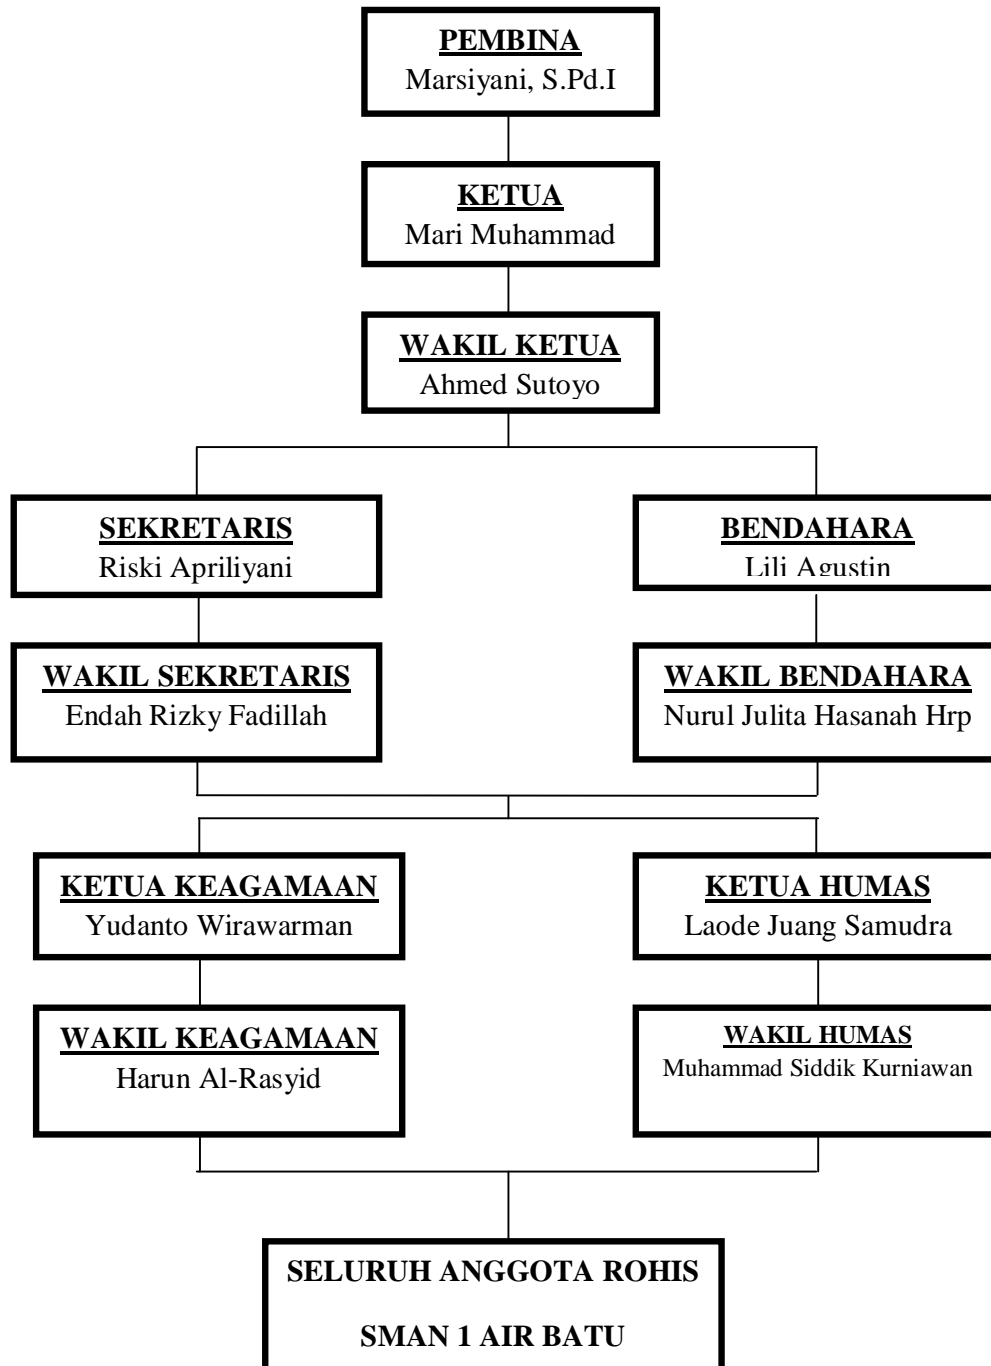 PEMBINA
Marsiyani, S.Pd.I
KETUA
Mari Muhammad
WAKIL KETUA
Ahmed Sutoyo
SEKRETARIS
Riski Apriliyani
BENDAHARA
Lili Agustin
WAKIL SEKRETARIS
Endah Rizky Fadillah
WAKIL BENDAHARA
Nurul Julita Hasanah Hrp
KETUA KEAGAMAAN
Yudanto Wirawarman
KETUA HUMAS
Laode Juang Samudra
WAKIL KEAGAMAAN
Harun Al-Rasyid
WAKIL HUMAS
Muhammad Siddik Kurniawan
SELURUH ANGGOTA ROHIS
SMAN 1 AIR BATU